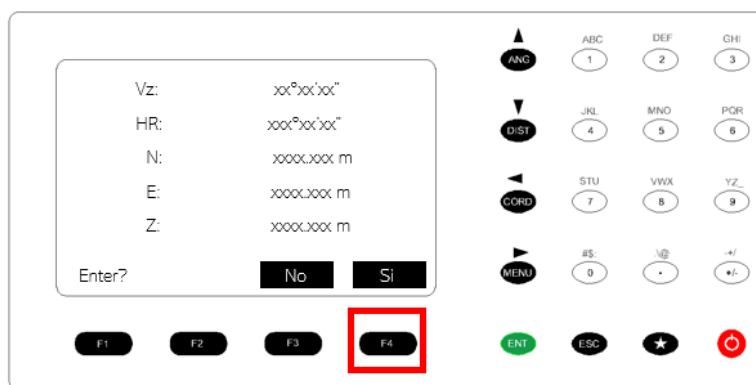 Vz: xx°xx'xx"
HR: xxx°xx'xx"
N: xxxx.xxx m
E: xxxx.xxx m
Z: xxxx.xxx m
Enter? No Si
F1 F2 F3 F4
ABC DEF GHI
ANG 1 2 3
JKL MNO PQR
DIST 4 5 6
STU VWX YZ_
CORD 7 8 9
#$: .\@ -+/
MENU 0 . +/-
ENT ESC